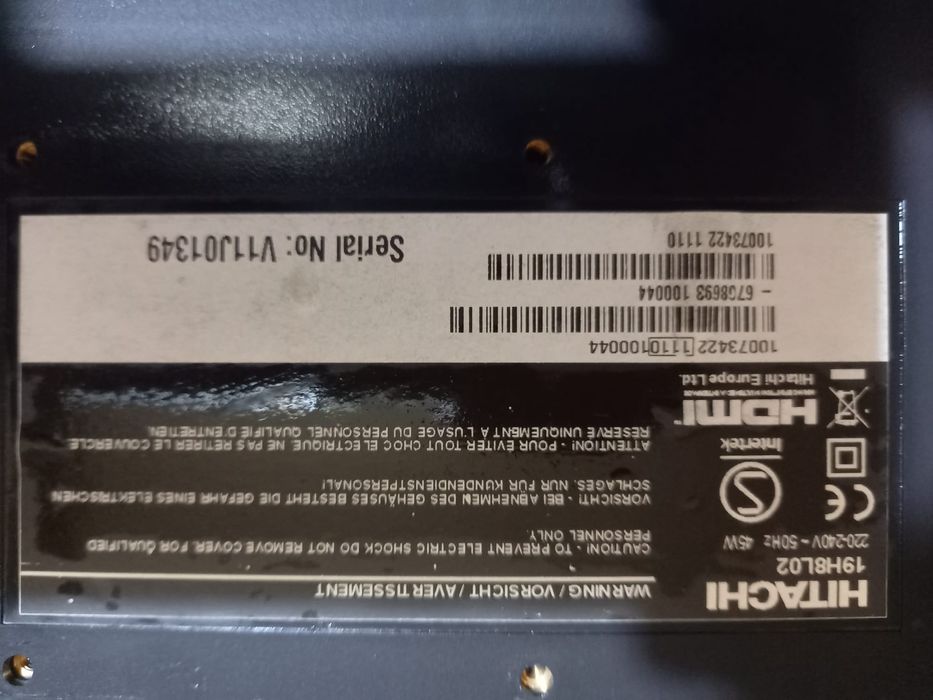 HITACHI
19H8L02
220-240V ~ 50Hz 45W
CE
S
Intertek
HDMI
Hitachi Europe Ltd.
WARNING / VORSICHT / AVERTISSEMENT
CAUTION! - TO PREVENT ELECTRIC SHOCK DO NOT REMOVE COVER. FOR QUALIFIED
PERSONNEL ONLY.
VORSICHT! - BEI ABNEHMEN DES GEHÄUSES BESTEHT DIE GEFAHR EINES ELEKTRISCHEN
SCHLAGES. NUR FÜR KUNDENDIENSTPERSONAL!
ATTENTION! - POUR EVITER TOUT CHOC ELECTRIQUE, NE PAS RETIRER LE COUVERCLE.
RESERVE UNIQUEMENT A L'USAGE DU PERSONNEL QUALIFIE D'ENTRETIEN.
10073422 1110 100044
- 6708693 100044
10073422 1110
Serial No: V11J01349